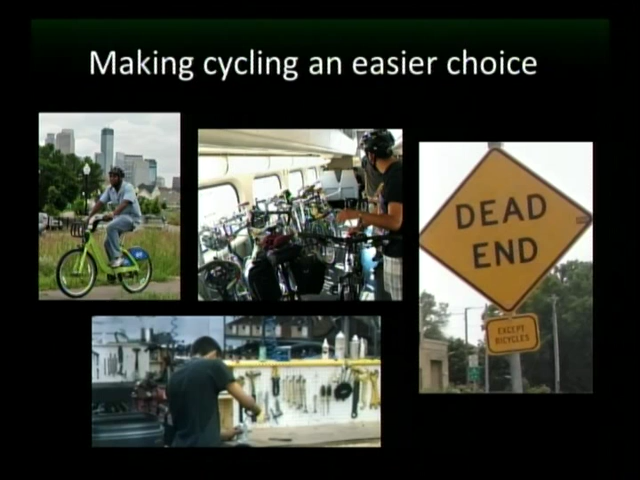 Making cycling an easier choice
DEAD
END
EXCEPT
BICYCLES